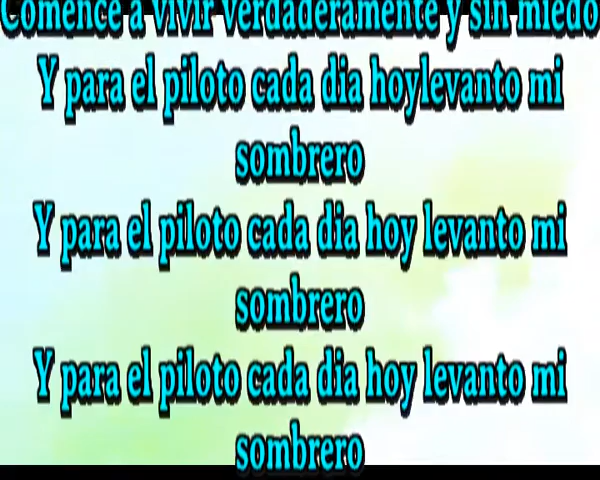 Comence a vivir verdaderamente y sin miedo
Y para el piloto cada dia hoylevanto mi
sombrero
Y para el piloto cada dia hoy levanto mi
sombrero
Y para el piloto cada dia hoy levanto mi
sombrero